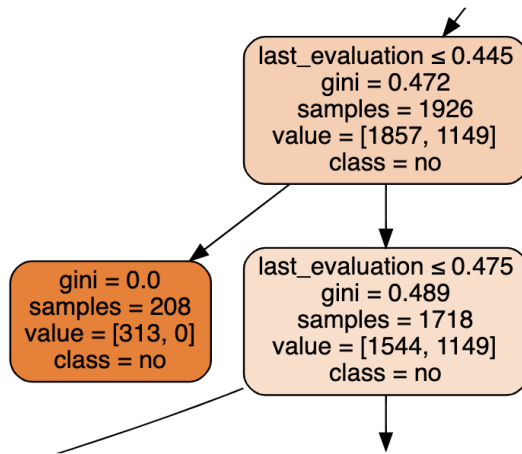 last_evaluation ≤ 0.445
gini = 0.472
samples = 1926
value = [1857, 1149]
class = no
gini = 0.0
samples = 208
value = [313, 0]
class = no
last_evaluation ≤ 0.475
gini = 0.489
samples = 1718
value = [1544, 1149]
class = no